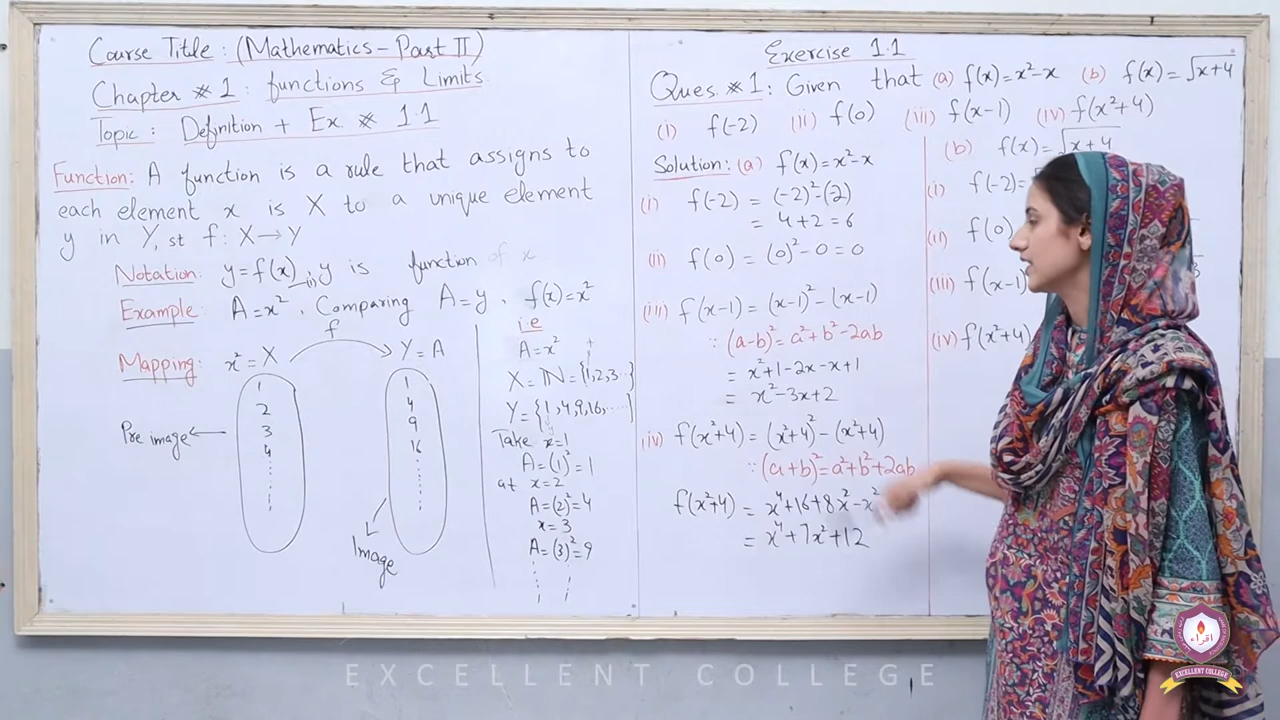 Course Title: (Mathematics - Part II)
Chapter # 1: functions & Limits
Topic: Definition + Ex. # 1.1
Function: A function is a rule that assigns to
each element x is X to a unique element
y in Y, st f: X→Y
Notation: y=f(x) , y is function of x
Example: A=x², Comparing A=y, f(x)=x²
Mapping: x²=X f Y=A
Pre image
1
2
3
4
1
4
9
16
Image
i.e
A=x²
X=ℕ={1,2,3..}
Y={1,4,9,16,.....}
Take x=1
A=(1)²=1
at x=2
A=(2)²=4
x=3
A=(3)²=9
Exercise 1.1
Ques. # 1: Given that (a) f(x)=x²-x (b) f(x)=√x+4
(i) f(-2) (ii) f(0) (iii) f(x-1) (iv) f(x²+4)
Solution: (a) f(x)=x²-x
(i) f(-2) = (-2)²-(2)
= 4+2=6
(ii) f(0) = (0)²-0=0
(iii) f(x-1)=(x-1)²-(x-1)
∵ (a-b)²=a²+b²-2ab
= x²+1-2x-x+1
= x²-3x+2
(iv) f(x²+4)=(x²+4)²-(x²+4)
∵ (a+b)²=a²+b²+2ab
f(x²+4) = x⁴+16+8x²-x²
= x⁴+7x²+12
(b) f(x)=√x+4
(i) f(-2)=
(ii) f(0)
(iii) f(x-1)
(iv) f(x²+4)
اقراء
EXCELLENT COLLEGE
EXCELLENT COLLEGE